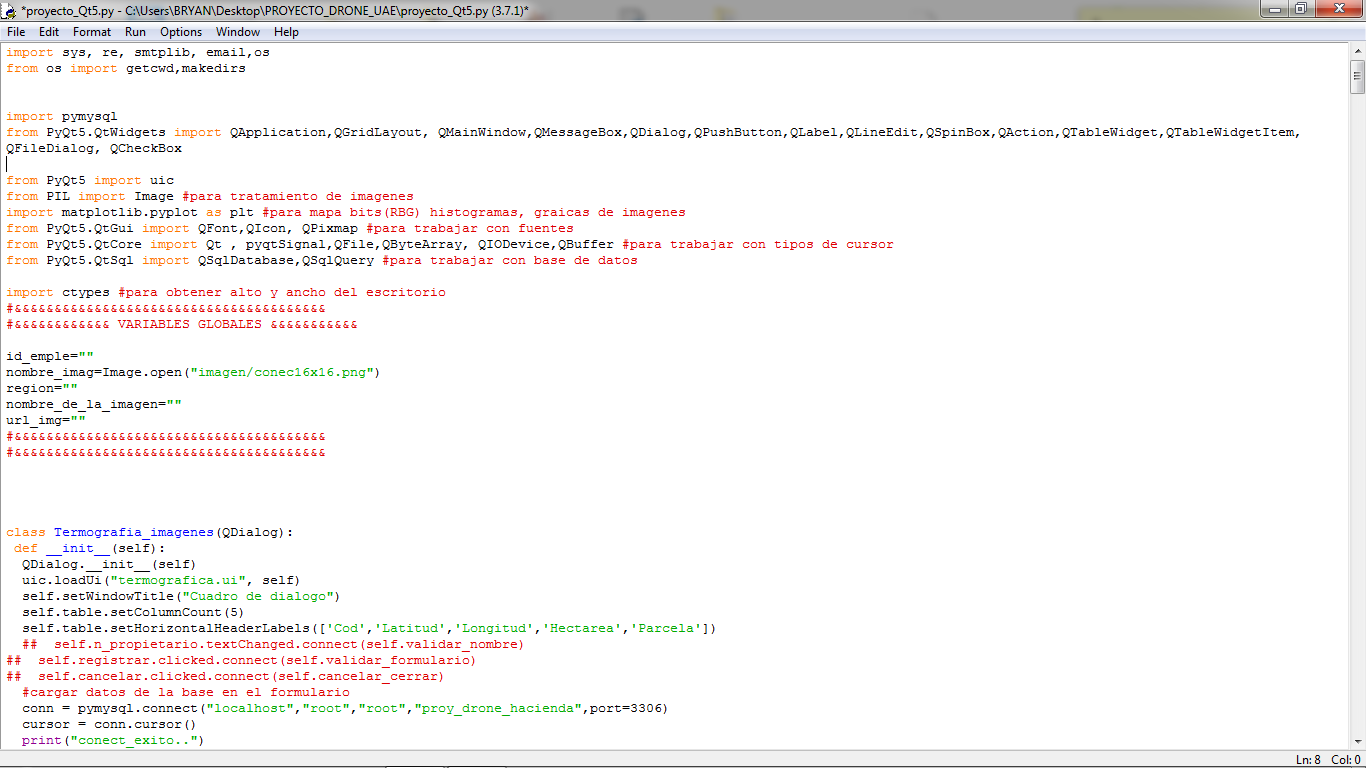 *proyecto_Qt5.py - C:\Users\BRYAN\Desktop\PROYECTO_DRONE_UAE\proyecto_Qt5.py (3.7.1)*
File Edit Format Run Options Window Help
import sys, re, smtplib, email,os
from os import getcwd,makedirs
import pymysql
from PyQt5.QtWidgets import QApplication,QGridLayout, QMainWindow,QMessageBox,QDialog,QPushButton,QLabel,QLineEdit,QSpinBox,QAction,QTableWidget,QTableWidgetItem,
QFileDialog, QCheckBox
from PyQt5 import uic
from PIL import Image #para tratamiento de imagenes
import matplotlib.pyplot as plt #para mapa bits(RBG) histogramas, graicas de imagenes
from PyQt5.QtGui import QFont,QIcon, QPixmap #para trabajar con fuentes
from PyQt5.QtCore import Qt , pyqtSignal,QFile,QByteArray, QIODevice,QBuffer #para trabajar con tipos de cursor
from PyQt5.QtSql import QSqlDatabase,QSqlQuery #para trabajar con base de datos
import ctypes #para obtener alto y ancho del escritorio
#&&&&&&&&&&&&&&&&&&&&&&&&&&&&&&&&&&&&&&&
#&&&&&&&&&&&& VARIABLES GLOBALES &&&&&&&&&&&
id_emple=""
nombre_imag=Image.open("imagen/conec16x16.png")
region=""
nombre_de_la_imagen=""
url_img=""
#&&&&&&&&&&&&&&&&&&&&&&&&&&&&&&&&&&&&&&&
#&&&&&&&&&&&&&&&&&&&&&&&&&&&&&&&&&&&&&&&
class Termografia_imagenes(QDialog):
 def __init__(self):
  QDialog.__init__(self)
  uic.loadUi("termografica.ui", self)
  self.setWindowTitle("Cuadro de dialogo")
  self.table.setColumnCount(5)
  self.table.setHorizontalHeaderLabels(['Cod','Latitud','Longitud','Hectarea','Parcela'])
  ##  self.n_propietario.textChanged.connect(self.validar_nombre)
##  self.registrar.clicked.connect(self.validar_formulario)
##  self.cancelar.clicked.connect(self.cancelar_cerrar)
  #cargar datos de la base en el formulario
  conn = pymysql.connect("localhost","root","root","proy_drone_hacienda",port=3306)
  cursor = conn.cursor()
  print("conect_exito..")
Ln: 8 Col: 0